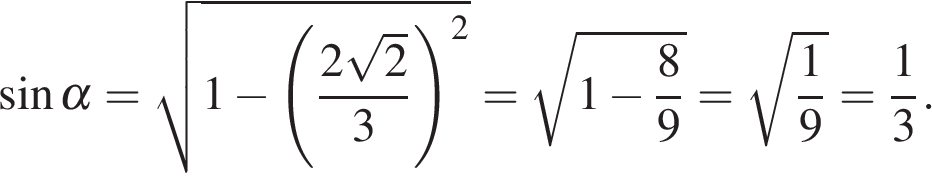 sin α = √(1 − (2√2/3)²) = √(1 − 8/9) = √(1/9) = 1/3.